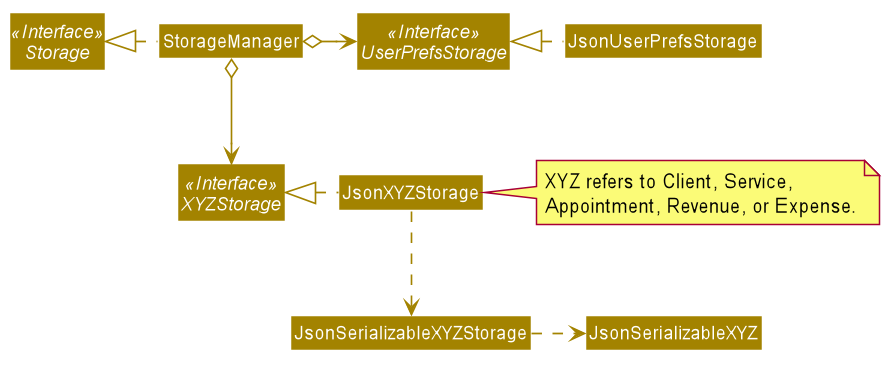 «Interface»
Storage
StorageManager
«Interface»
UserPrefsStorage
JsonUserPrefsStorage
«Interface»
XYZStorage
JsonXYZStorage
XYZ refers to Client, Service,
Appointment, Revenue, or Expense.
JsonSerializableXYZStorage
JsonSerializableXYZ